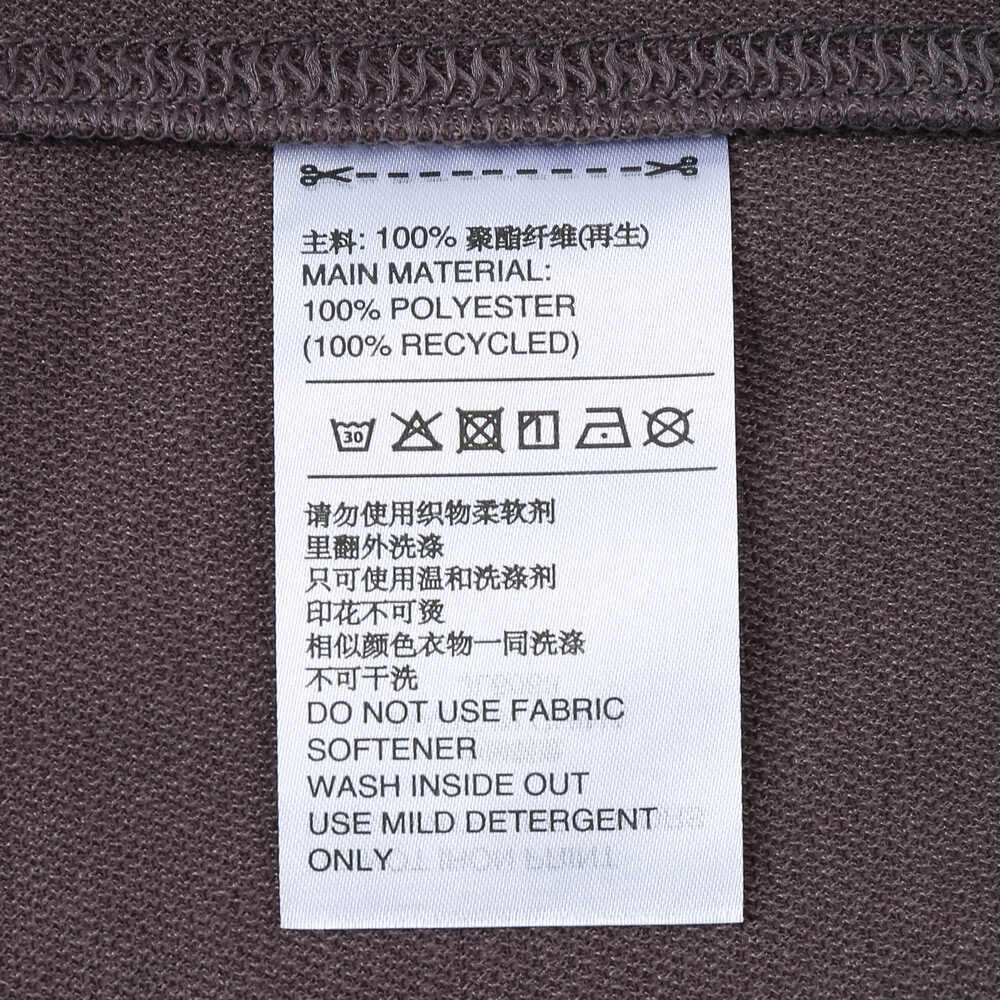 主料: 100% 聚酯纤维(再生)
MAIN MATERIAL:
100% POLYESTER
(100% RECYCLED)
30
请勿使用织物柔软剂
里翻外洗涤
只可使用温和洗涤剂
印花不可烫
相似颜色衣物一同洗涤
不可干洗
DO NOT USE FABRIC
SOFTENER
WASH INSIDE OUT
USE MILD DETERGENT
ONLY